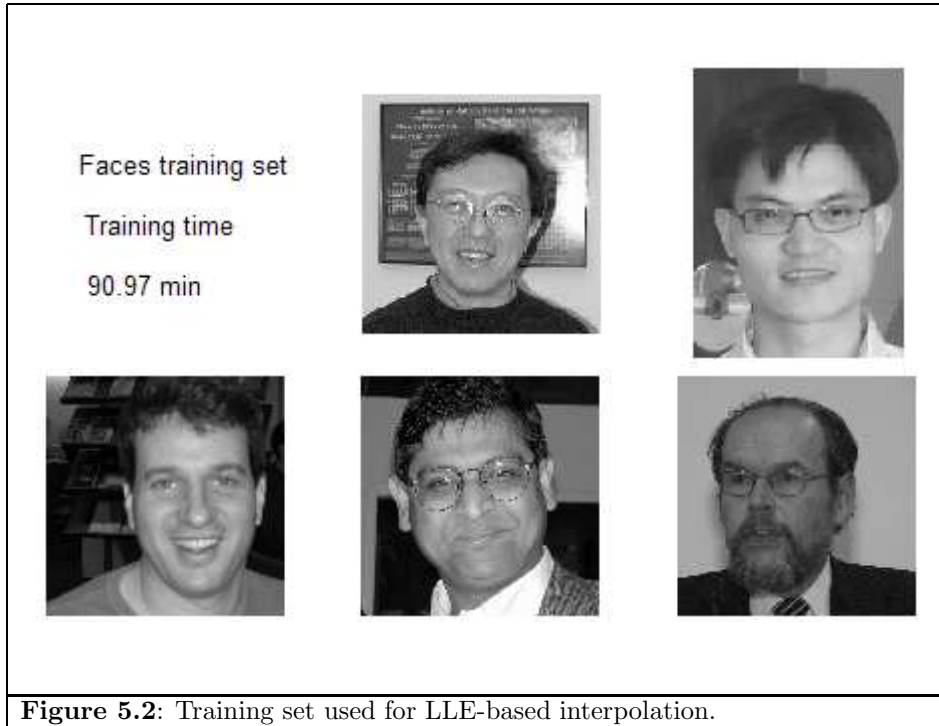 Faces training set
Training time
90.97 min
Figure 5.2: Training set used for LLE-based interpolation.